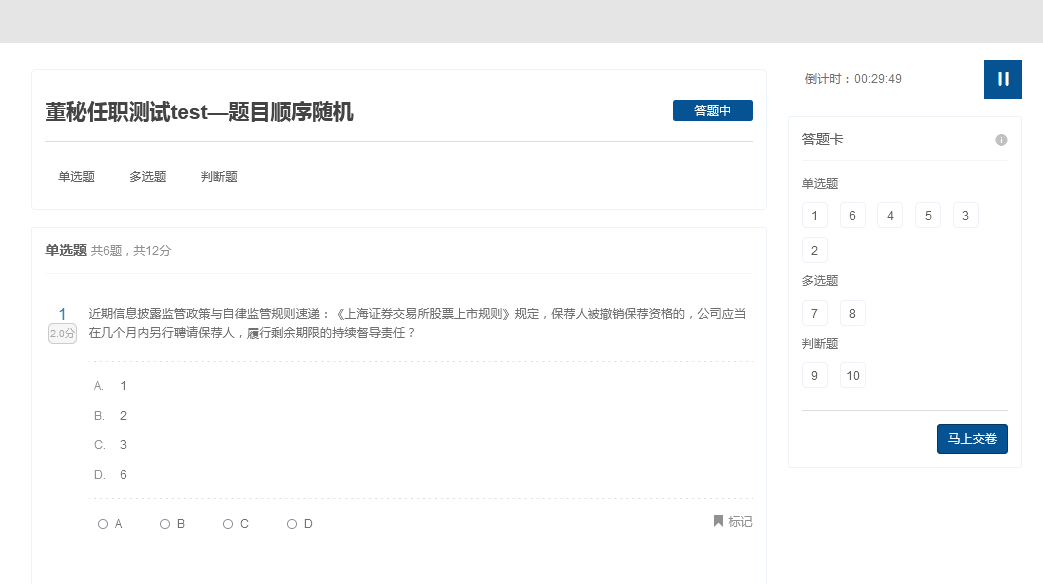 董秘任职测试test—题目顺序随机
答题中
单选题 多选题 判断题
单选题 共6题，共12分
1
2.0分
近期信息披露监管政策与自律监管规则速递：《上海证券交易所股票上市规则》规定，保荐人被撤销保荐资格的，公司应当
在几个月内另行聘请保荐人，履行剩余期限的持续督导责任？
A. 1
B. 2
C. 3
D. 6
A B C D
标记
倒计时：00:29:49
答题卡
单选题
1 6 4 5 3
2
多选题
7 8
判断题
9 10
马上交卷